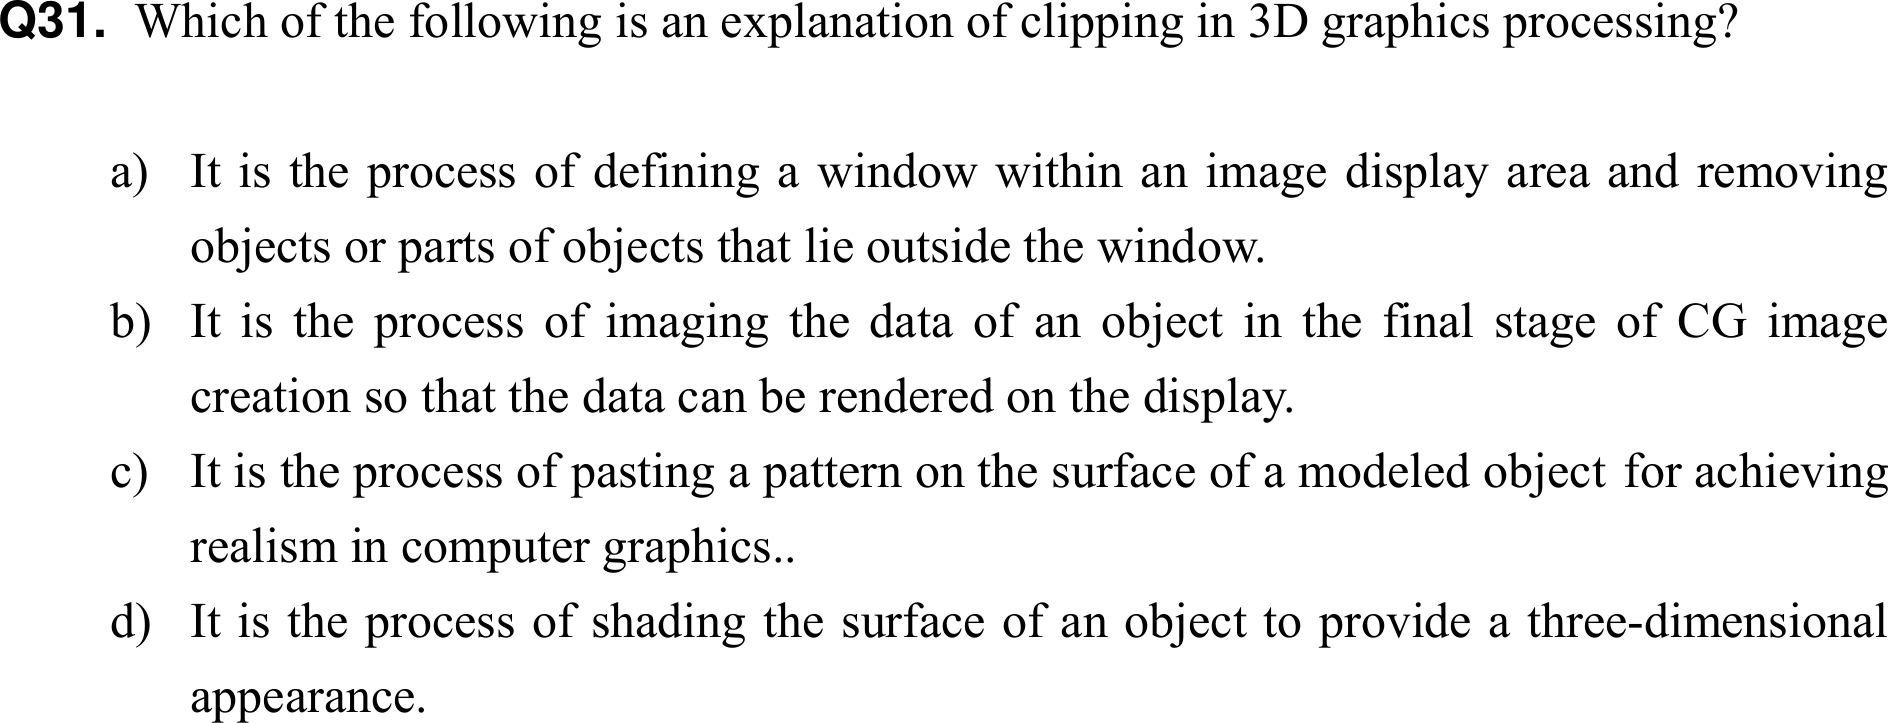 Q31. Which of the following is an explanation of clipping in 3D graphics processing?
a) It is the process of defining a window within an image display area and removing
objects or parts of objects that lie outside the window.
b) It is the process of imaging the data of an object in the final stage of CG image
creation so that the data can be rendered on the display.
c) It is the process of pasting a pattern on the surface of a modeled object for achieving
realism in computer graphics..
d) It is the process of shading the surface of an object to provide a three-dimensional
appearance.